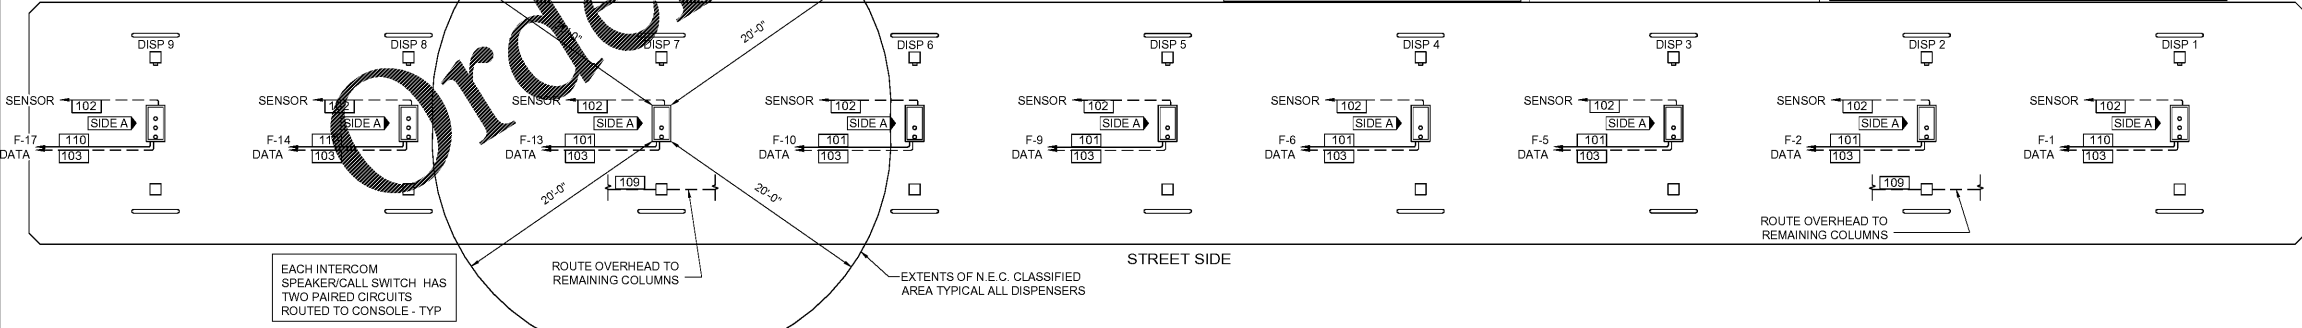 DISP 9 DISP 8 DISP 7 DISP 6 DISP 5 DISP 4 DISP 3 DISP 2 DISP 1
20'-0"
Order
SENSOR 102 SENSOR 102 SENSOR 102 SENSOR 102 SENSOR 102 SENSOR 102 SENSOR 102 SENSOR 102 SENSOR 102
SIDE A SIDE A SIDE A SIDE A SIDE A SIDE A SIDE A SIDE A SIDE A
F-17 110 F-14 F-13 101 F-10 101 F-9 101 F-6 101 F-5 101 F-2 101 F-1 110
DATA 103 DATA 103 DATA 103 DATA 103 DATA 103 DATA 103 DATA 103 DATA 103 DATA 103
20'-0" 109 20'-0" 109
ROUTE OVERHEAD TO
REMAINING COLUMNS
STREET SIDE
EACH INTERCOM
SPEAKER/CALL SWITCH HAS
TWO PAIRED CIRCUITS
ROUTED TO CONSOLE - TYP
ROUTE OVERHEAD TO
REMAINING COLUMNS
EXTENTS OF N.E.C. CLASSIFIED
AREA TYPICAL ALL DISPENSERS